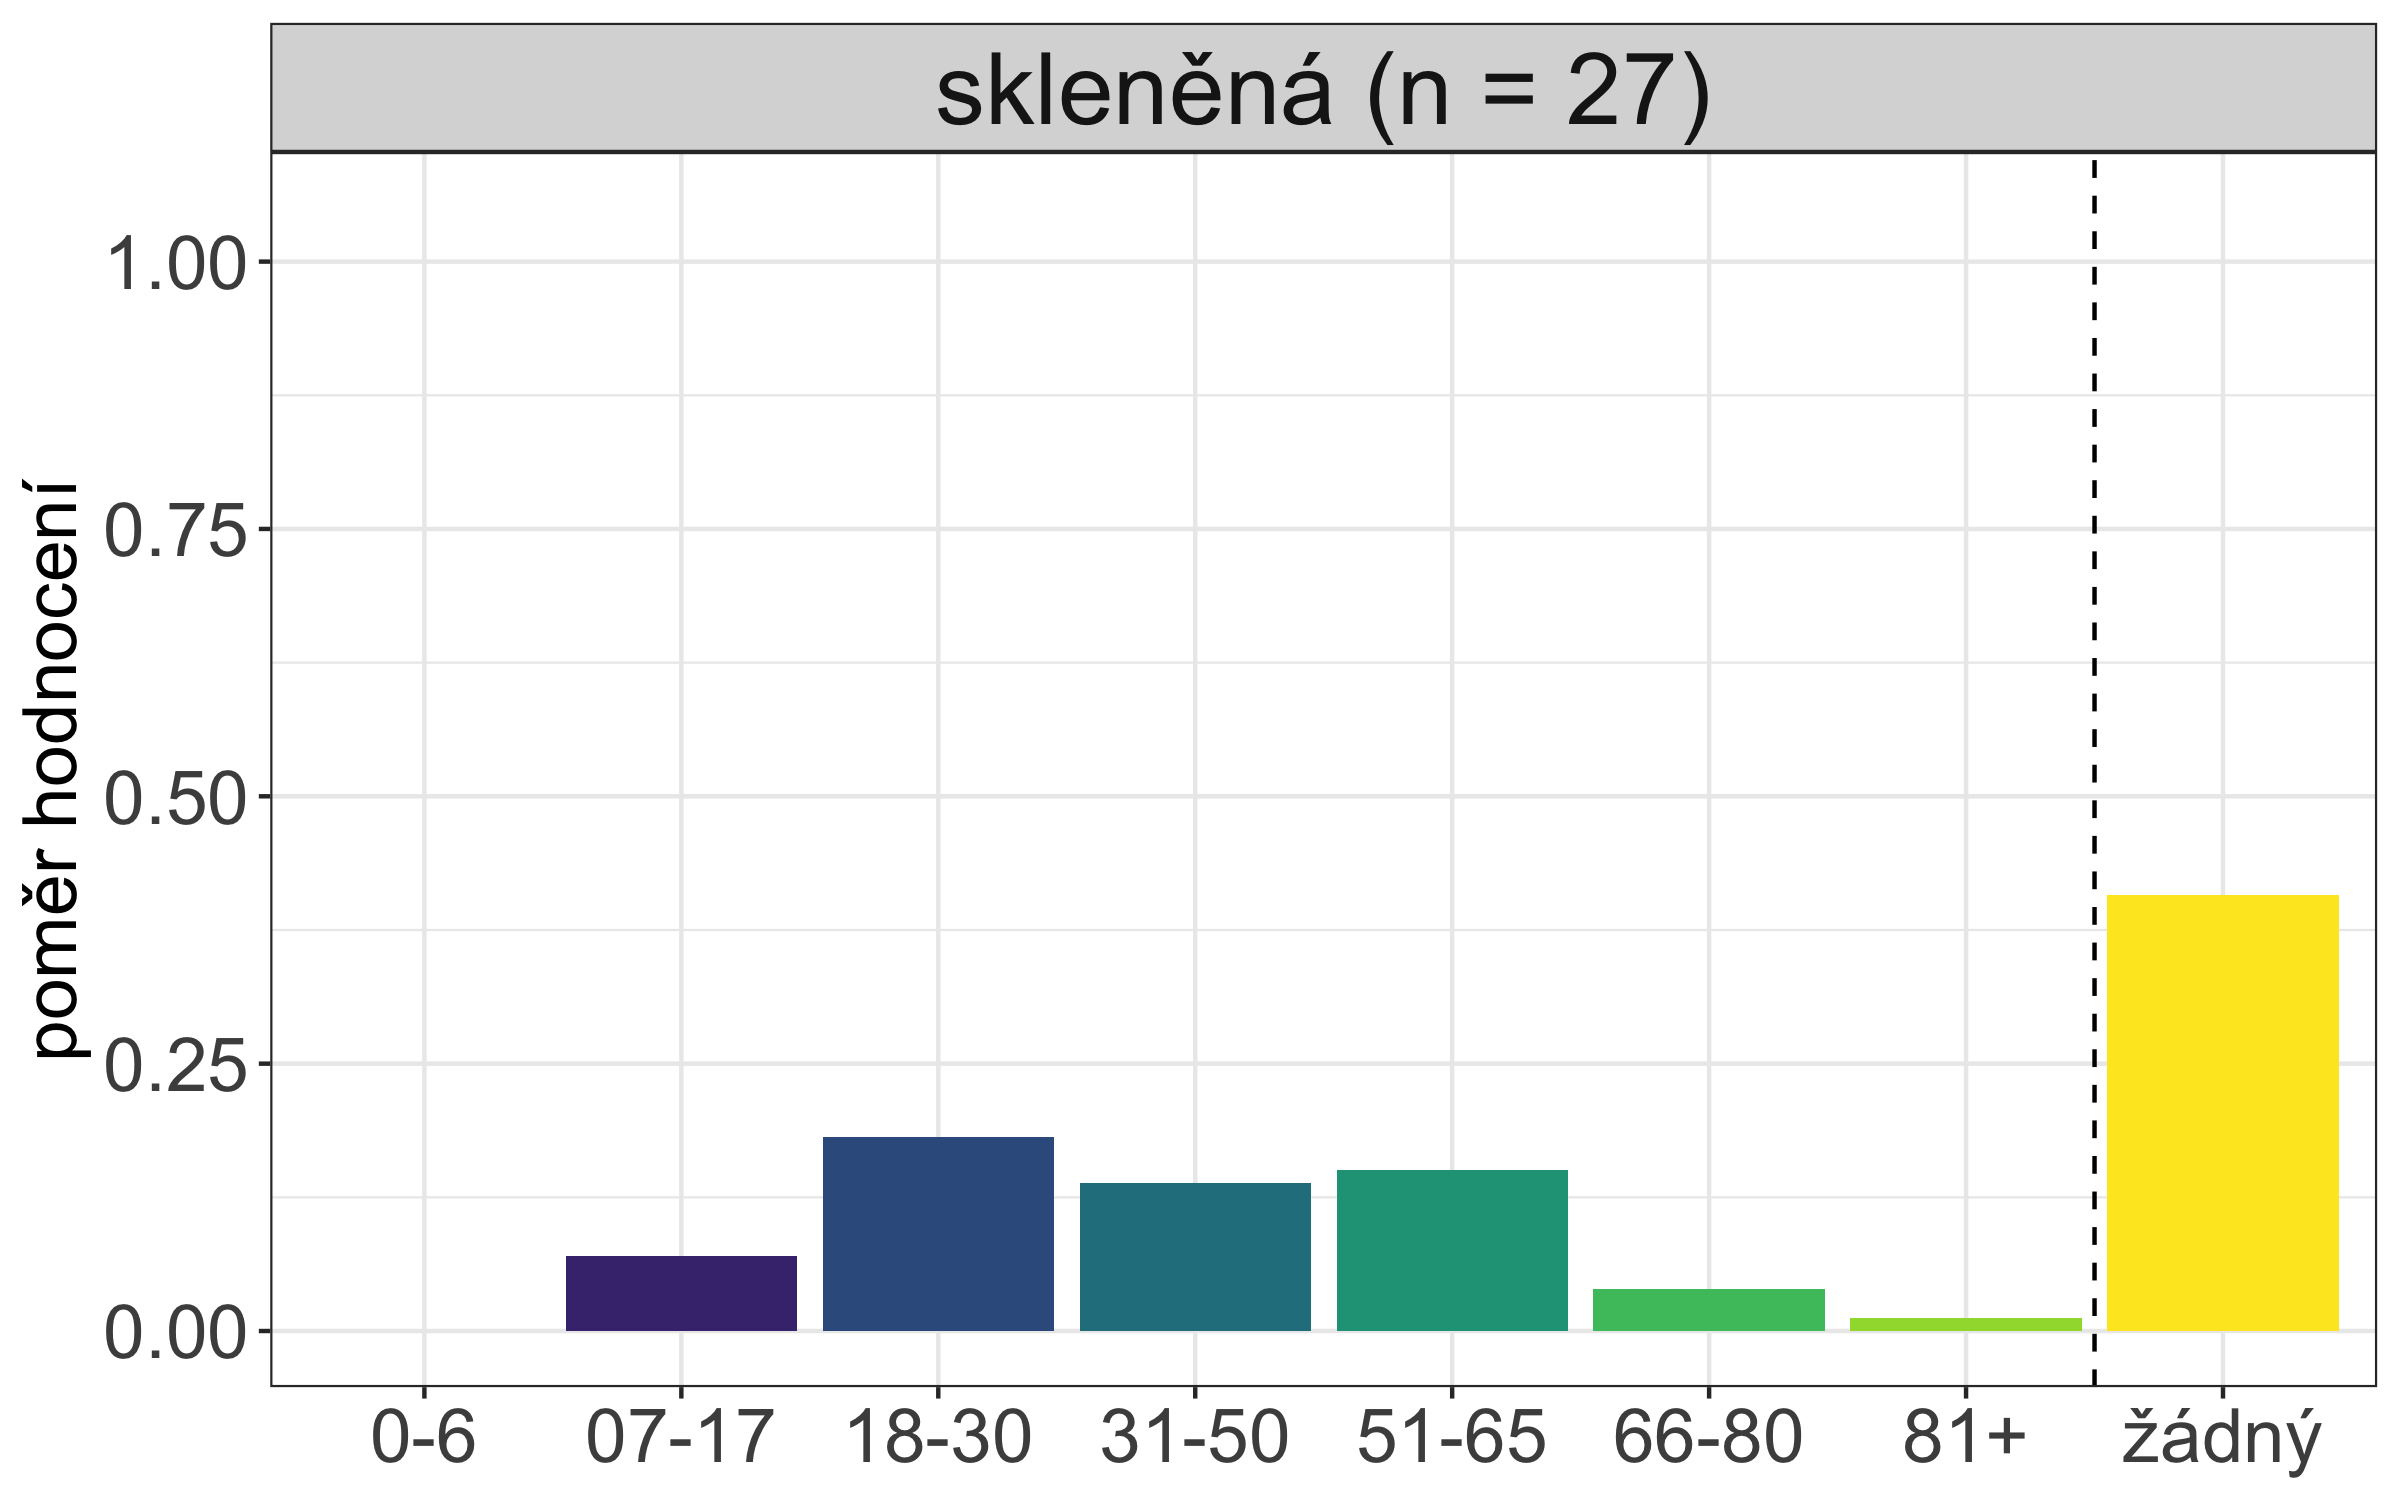 skleněná (n = 27)
poměr hodnocení
1.00
0.75
0.50
0.25
0.00
0-6 07-17 18-30 31-50 51-65 66-80 81+ žádný